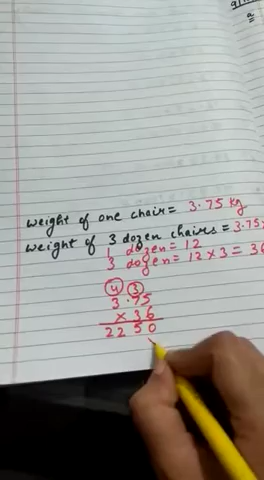 weight of one chair = 3.75 kg
weight of 3 dozen chairs = 3.75
1 dozen = 12
3 dozen = 12 × 3 = 36
4 3
3.75
× 36
2250